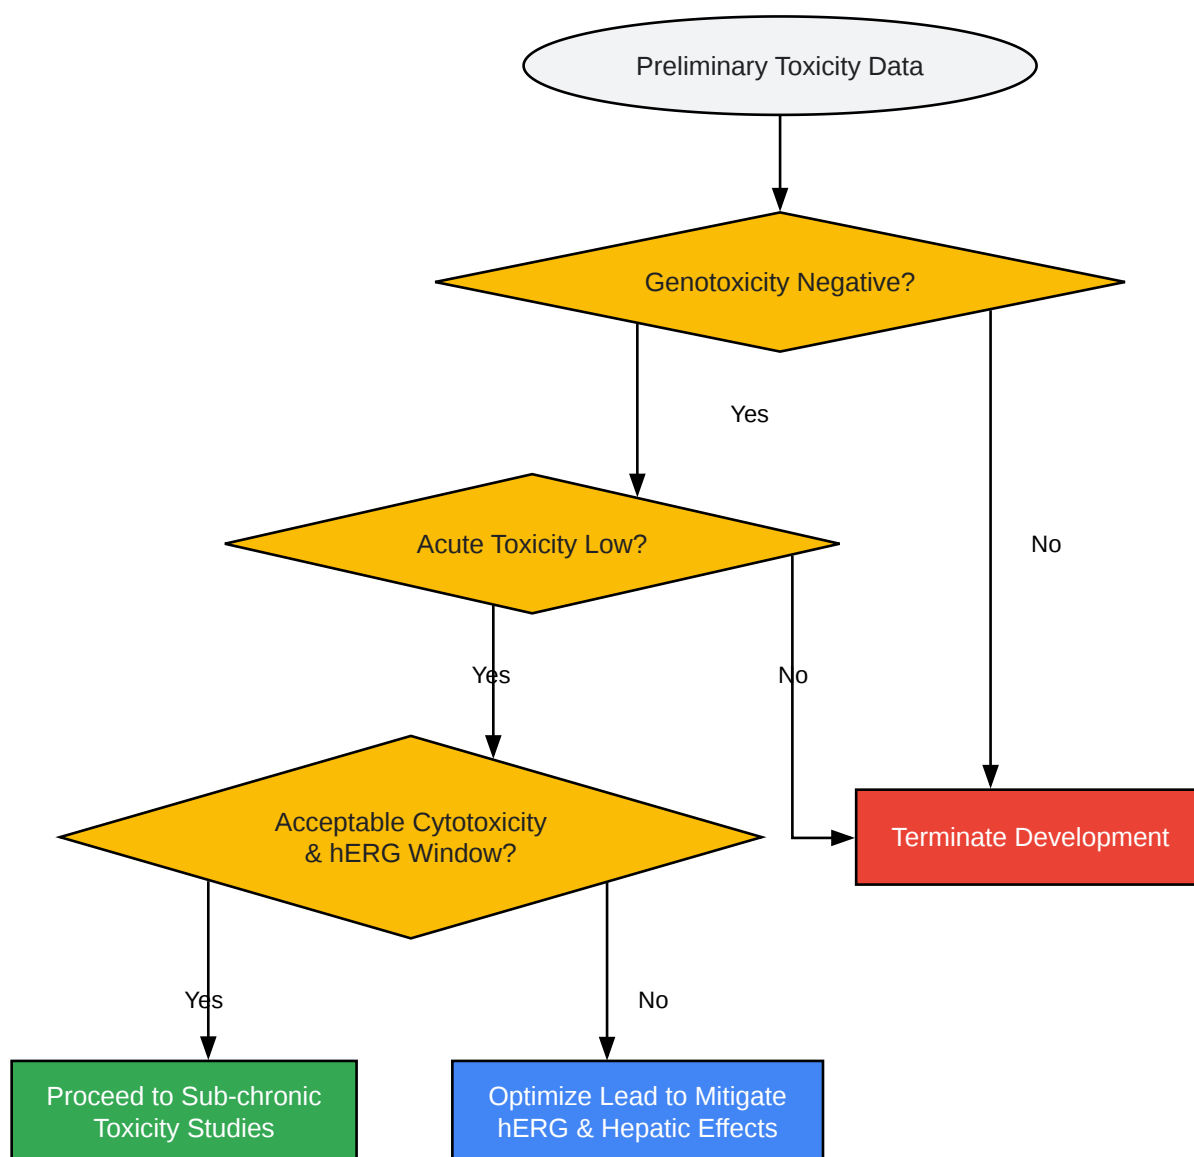 Preliminary Toxicity Data
Genotoxicity Negative?
Yes
Acute Toxicity Low?
No
Yes
No
Acceptable Cytotoxicity
& hERG Window?
Terminate Development
Yes
No
Proceed to Sub-chronic
Toxicity Studies
Optimize Lead to Mitigate
hERG & Hepatic Effects